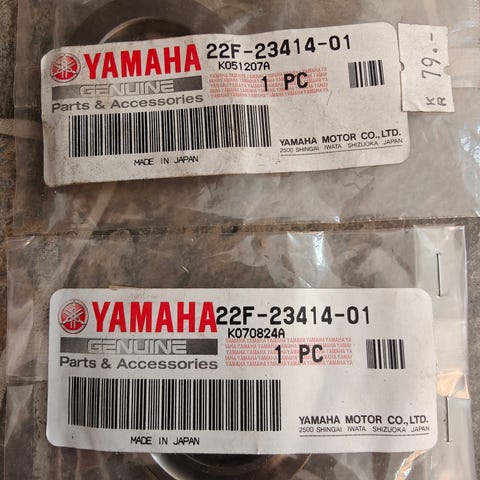 YAMAHA 22F-23414-01
K051207A
GENUINE
1 PC
Parts & Accessories
MADE IN JAPAN
YAMAHA MOTOR CO.,LTD.
2500 SHINGAI IWATA SHIZUOKA JAPAN
KR 79.-
YAMAHA 22F-23414-01
K070824A
GENUINE
1 PC
Parts & Accessories
MADE IN JAPAN
YAMAHA MOTOR CO.,LTD.
2500 SHINGAI IWATA SHIZUOKA JAPAN